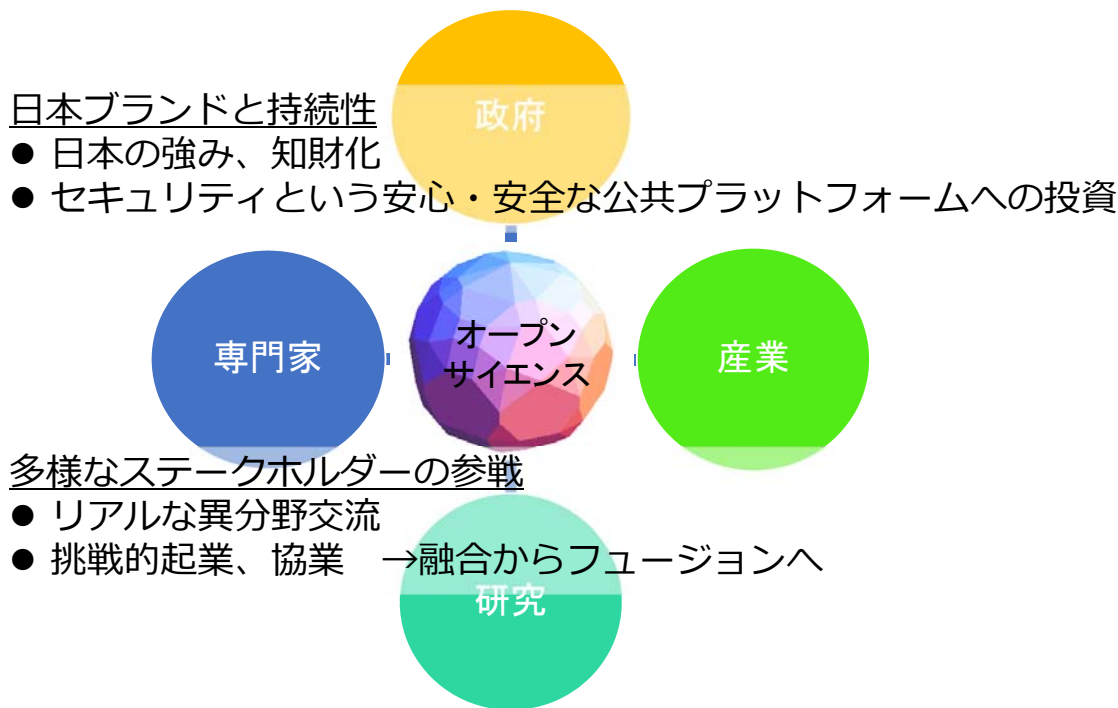 政府
日本ブランドと持続性
● 日本の強み、知財化
● セキュリティという安心・安全な公共プラットフォームへの投資
専門家
オープン
サイエンス
産業
多様なステークホルダーの参戦
● リアルな異分野交流
● 挑戦的起業、協業　→融合からフュージョンへ
研究